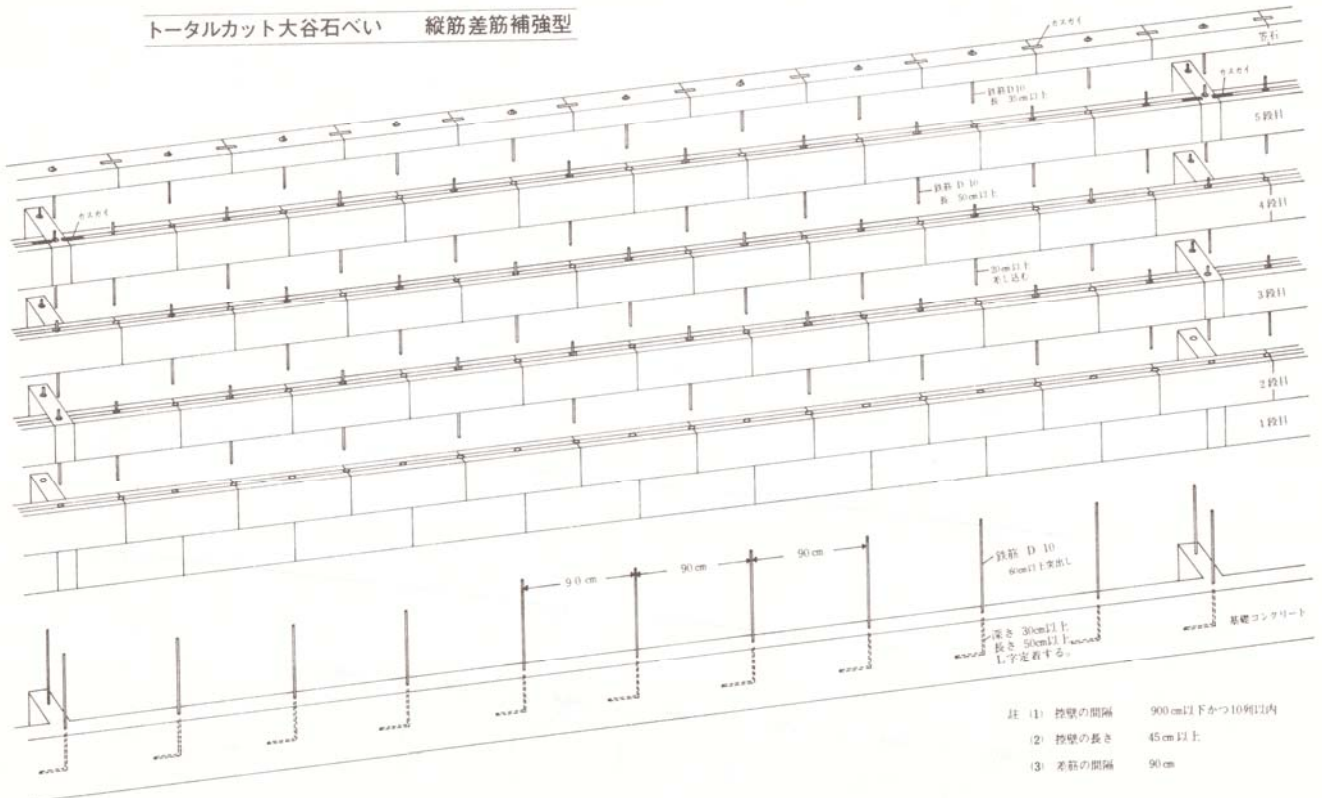 トータルカット大谷石べい　縦筋差筋補強型
カスガイ
笠石
鉄筋D10
長 35cm以上
カスガイ
5段目
鉄筋 D 10
長 50cm以上
カスガイ
4段目
20cm以上
差し込む
3段目
2段目
1段目
90cm
90cm
90cm
鉄筋 D 10
60cm以上突出し
基礎コンクリート
深さ 30cm以上
長さ 50cm以上
L字定着する。
註 (1) 控壁の間隔 900cm以下かつ10列以内
(2) 控壁の長さ 45cm以上
(3) 差筋の間隔 90cm